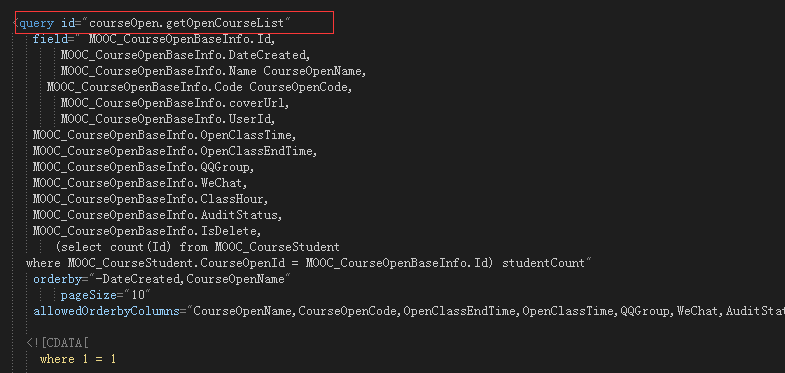 <query id="courseOpen.getOpenCourseList"
field=" MOOC_CourseOpenBaseInfo.Id,
MOOC_CourseOpenBaseInfo.DateCreated,
MOOC_CourseOpenBaseInfo.Name CourseOpenName,
MOOC_CourseOpenBaseInfo.Code CourseOpenCode,
MOOC_CourseOpenBaseInfo.coverUrl,
MOOC_CourseOpenBaseInfo.UserId,
MOOC_CourseOpenBaseInfo.OpenClassTime,
MOOC_CourseOpenBaseInfo.OpenClassEndTime,
MOOC_CourseOpenBaseInfo.QQGroup,
MOOC_CourseOpenBaseInfo.WeChat,
MOOC_CourseOpenBaseInfo.ClassHour,
MOOC_CourseOpenBaseInfo.AuditStatus,
MOOC_CourseOpenBaseInfo.IsDelete,
(select count(Id) from MOOC_CourseStudent
where MOOC_CourseStudent.CourseOpenId = MOOC_CourseOpenBaseInfo.Id) studentCount"
orderby="-DateCreated,CourseOpenName"
pageSize="10"
allowedOrderbyColumns="CourseOpenName,CourseOpenCode,OpenClassEndTime,OpenClassTime,QQGroup,WeChat,AuditStat
<![CDATA[
where 1 = 1